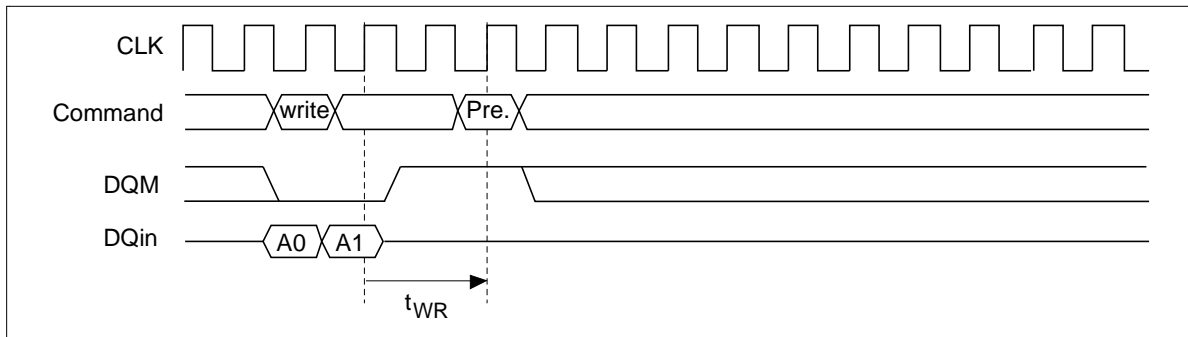 CLK
Command write Pre.
DQM
DQin A0 A1
tWR